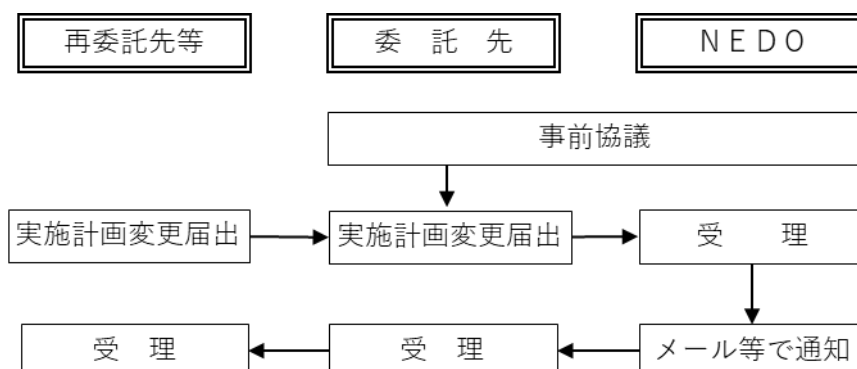 再委託先等
委　託　先
ＮＥＤＯ
事前協議
実施計画変更届出
実施計画変更届出
受　　理
受　理
受　理
メール等で通知